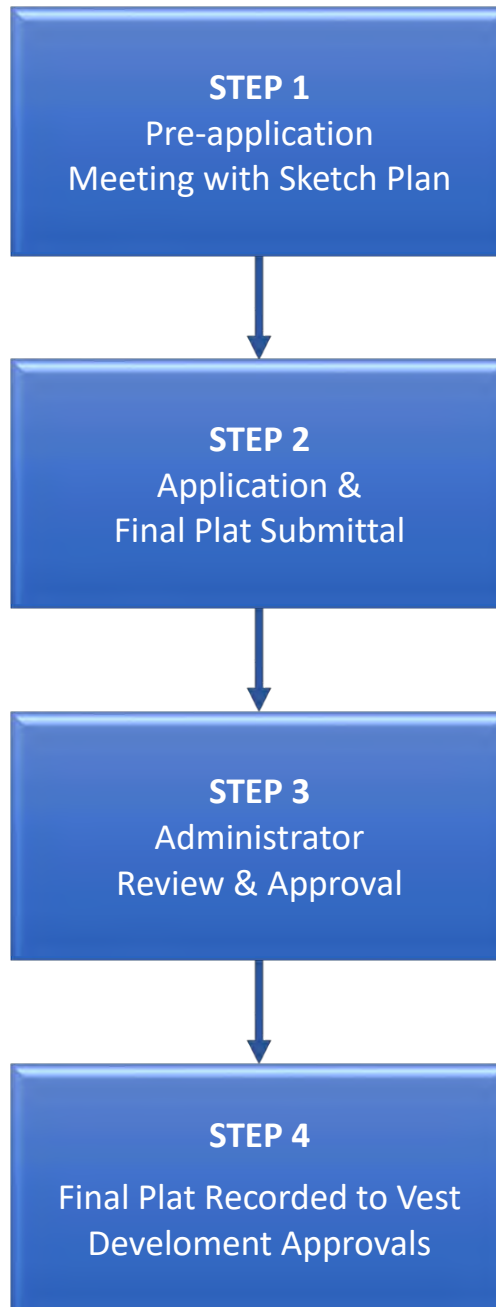 STEP 1
Pre-application
Meeting with Sketch Plan
STEP 2
Application &
Final Plat Submittal
STEP 3
Administrator
Review & Approval
STEP 4
Final Plat Recorded to Vest
Develoment Approvals